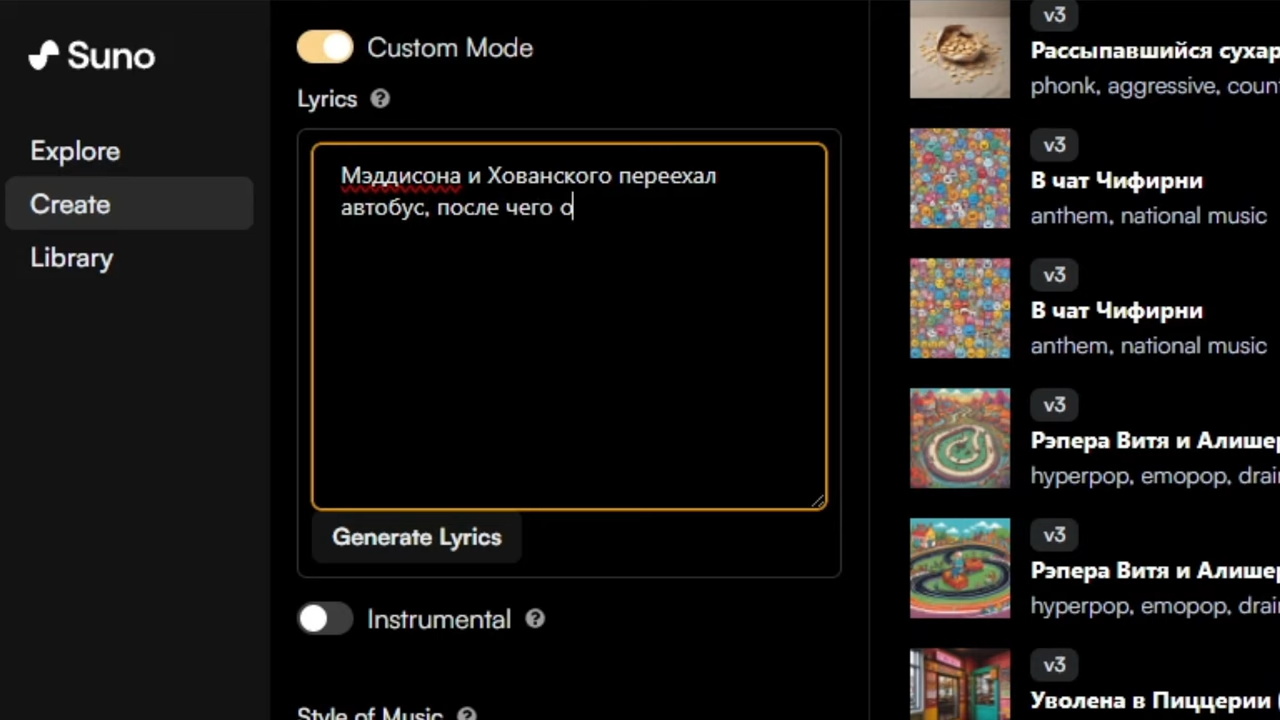 Suno
Explore
Create
Library
Custom Mode
Lyrics ?
Мэддисона и Хованского переехал
автобус, после чего о
Generate Lyrics
Instrumental ?
Style of Music ?
v3
Рассыпавшийся сухар
phonk, aggressive, coun
v3
В чат Чифирни
anthem, national music
v3
В чат Чифирни
anthem, national music
v3
Рэпера Витя и Алишер
hyperpop, emopop, drai
v3
Рэпера Витя и Алишер
hyperpop, emopop, drai
v3
Уволена в Пиццерии